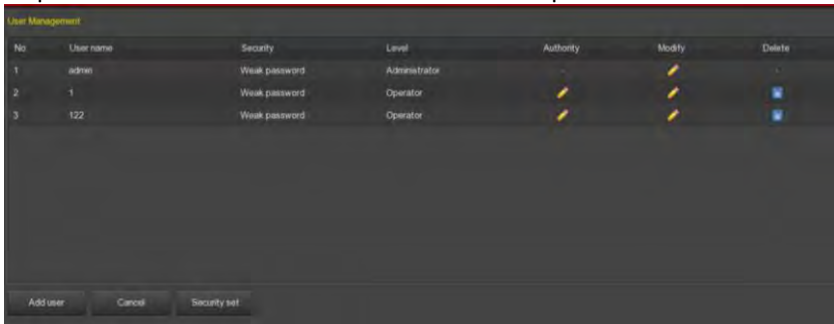 User Management
No User name Security Level Authority Modify Delete
1 admin Weak password Administrator - -
2 1 Weak password Operator
3 122 Weak password Operator
Add user Cancel Security set